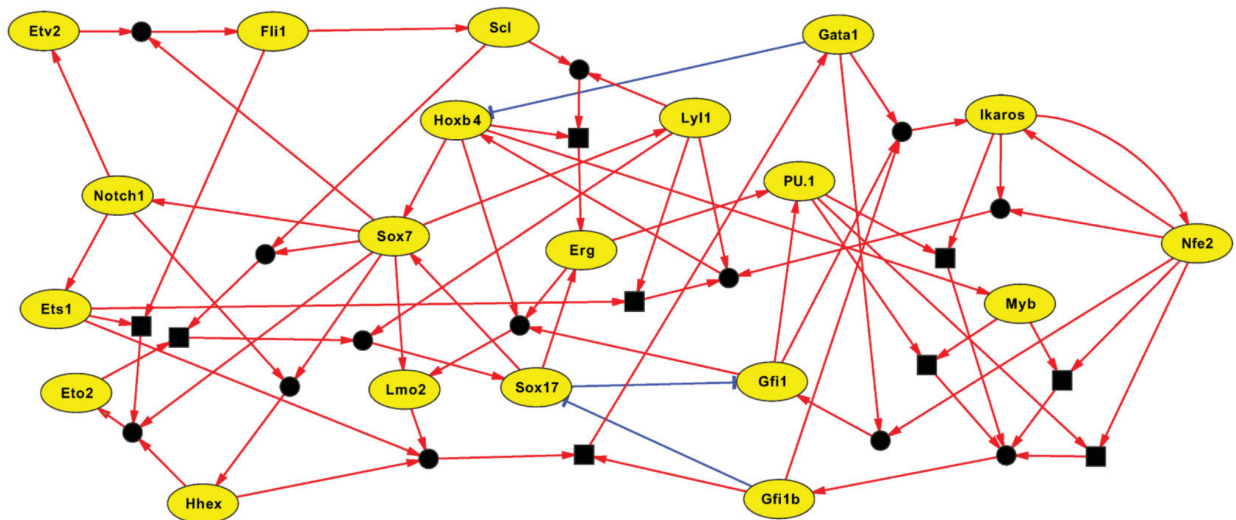 Etv2
Fli1
Scl
Gata1
Hoxb4
Lyl1
Ikaros
Notch1
PU.1
Sox7
Erg
Nfe2
Ets1
Myb
Eto2
Lmo2
Sox17
Gfi1
Hhex
Gfi1b